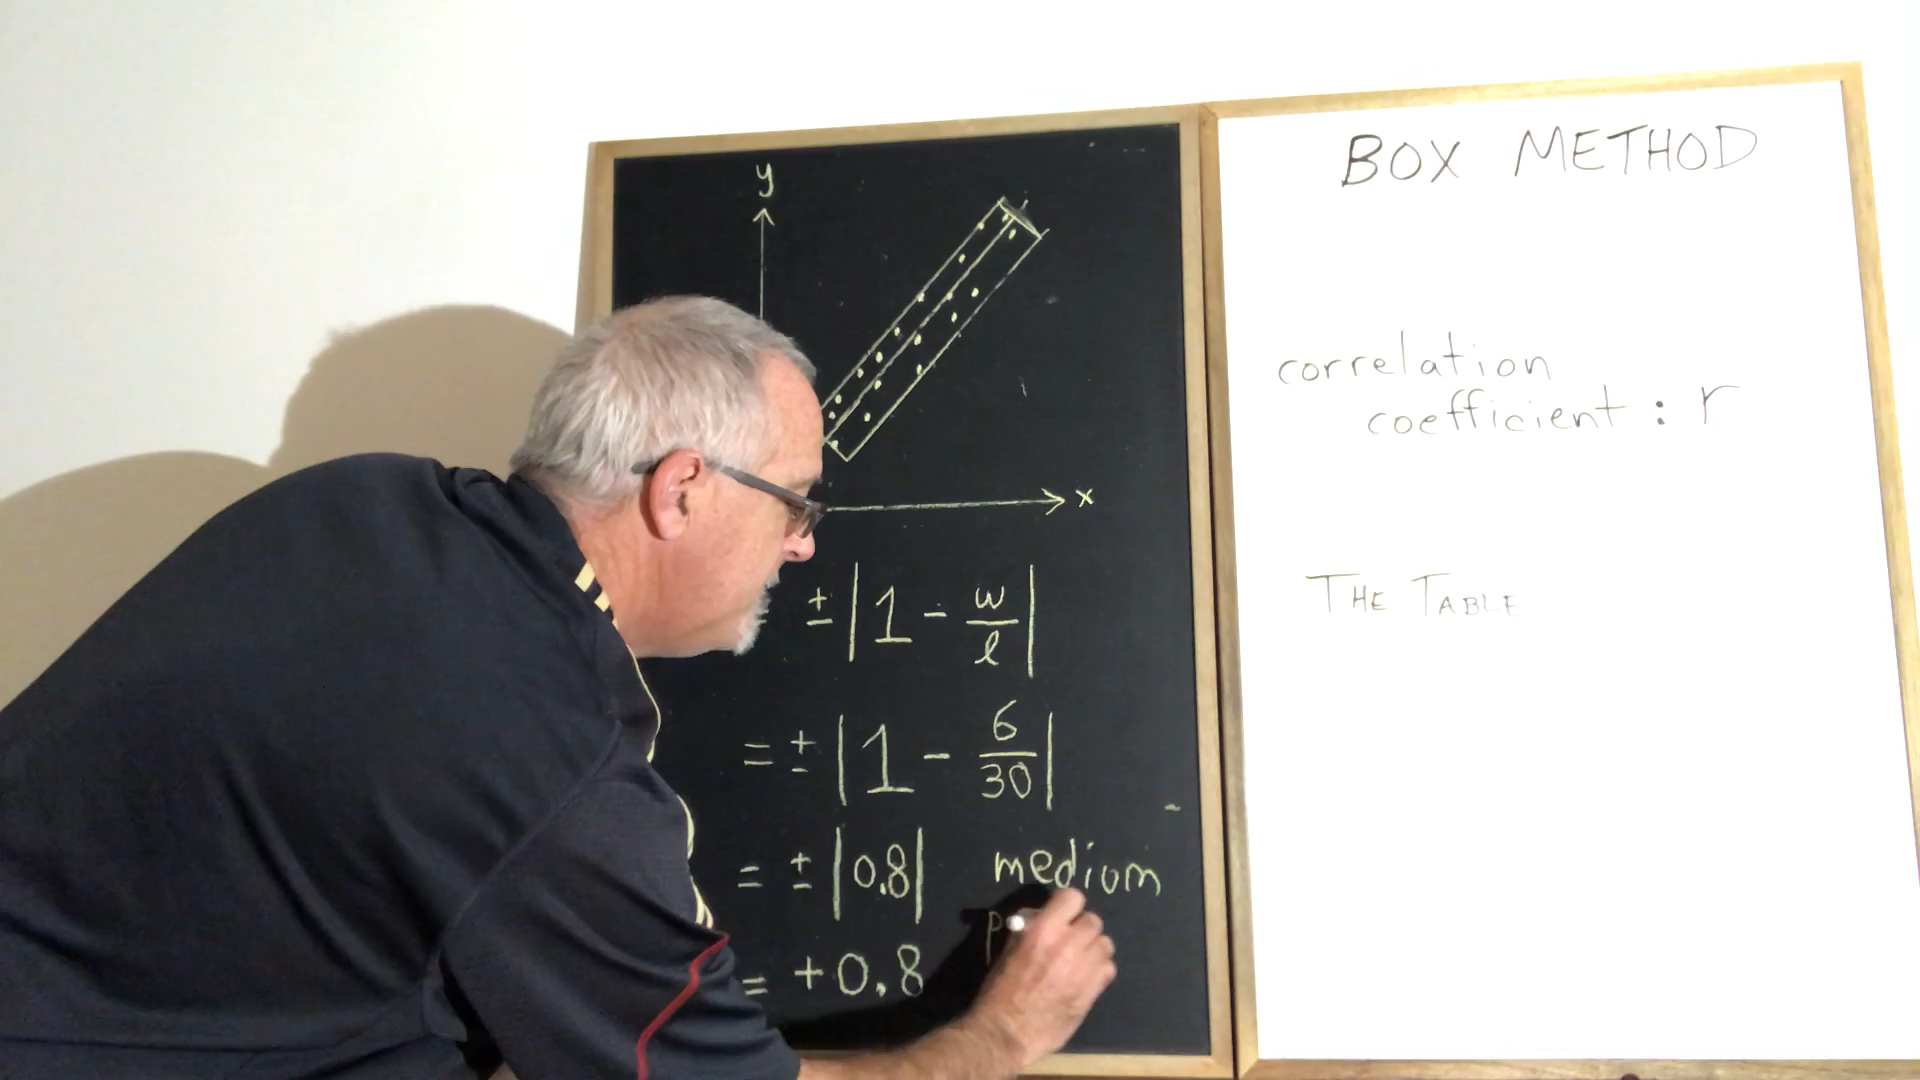 y
x
± | 1 - w/l |
= ± | 1 - 6/30 |
= ± | 0.8 |
medium
= +0.8
BOX METHOD
correlation
coefficient : r
THE TABLE